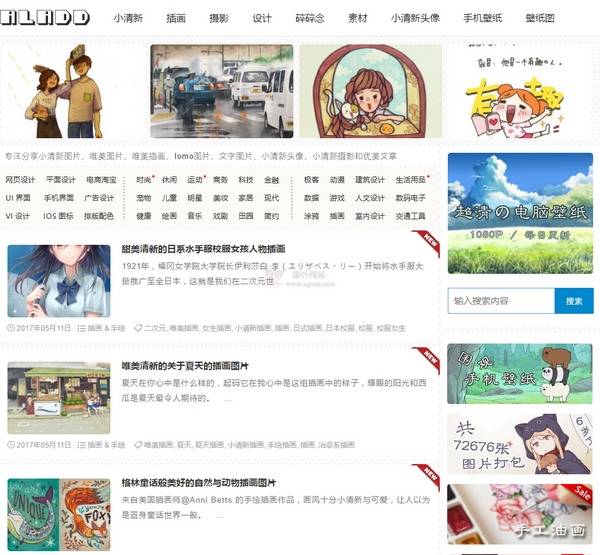 ALADD
小清新 插画 摄影 设计 碎碎念 素材 小清新头像 手机壁纸 壁纸图
就是：他是一个有趣的人。
有趣
专注分享小清新图片、唯美图片、唯美插画、lomo图片、文字图片、小清新头像、小清新摄影和优美文章
网页设计 平面设计 电商淘宝 时尚 休闲 运动 商务 科技 金融 极客 动漫 建筑设计 生活用品
UI 界面 手机界面 广告设计 宠物 儿童 明星 美食 家居 现代 数据 游戏 人文设计 数码电子
VI 设计 IOS 图标 排版配色 健康 绘画 音乐 戏剧 田园 简约 涂鸦 插画 室内设计 交通工具
超清の电脑壁纸
1080P / 每日更新
输入搜索内容 搜索
NEW
甜美清新的日系水手服校服女孩人物插画
1921年，福冈女学院大学院长伊利莎白·李（エリザベス・リー）开始将水手服大
量推广至全日本，这就是我们在二次元世...
2017年05月11日 插画 & 手绘 二次元, 唯美插画, 女生插画, 小清新插画, 插画, 日式插画, 日本校服, 校服, 校服女生
NEW
唯美清新的关于夏天的插画图片
夏天在你心中是什么样的，起码它在我心中是这组插画中的样子，耀眼的阳光和西
瓜是夏天最令人期待的。 ...
2017年05月11日 插画 & 手绘 唯美插画, 夏天, 夏天插画, 小清新插画, 手绘插画, 插画, 治愈系插画
NEW
格林童话般美好的自然与动物插画图片
来自美国插画师@Anni Betts 的手绘插画作品，画风十分小清新与可爱，让人以为
是置身童话世界一般。 ...
UNIQUE
FOXY
手机壁纸
共
72676张
图片打包
Sale
手工油画